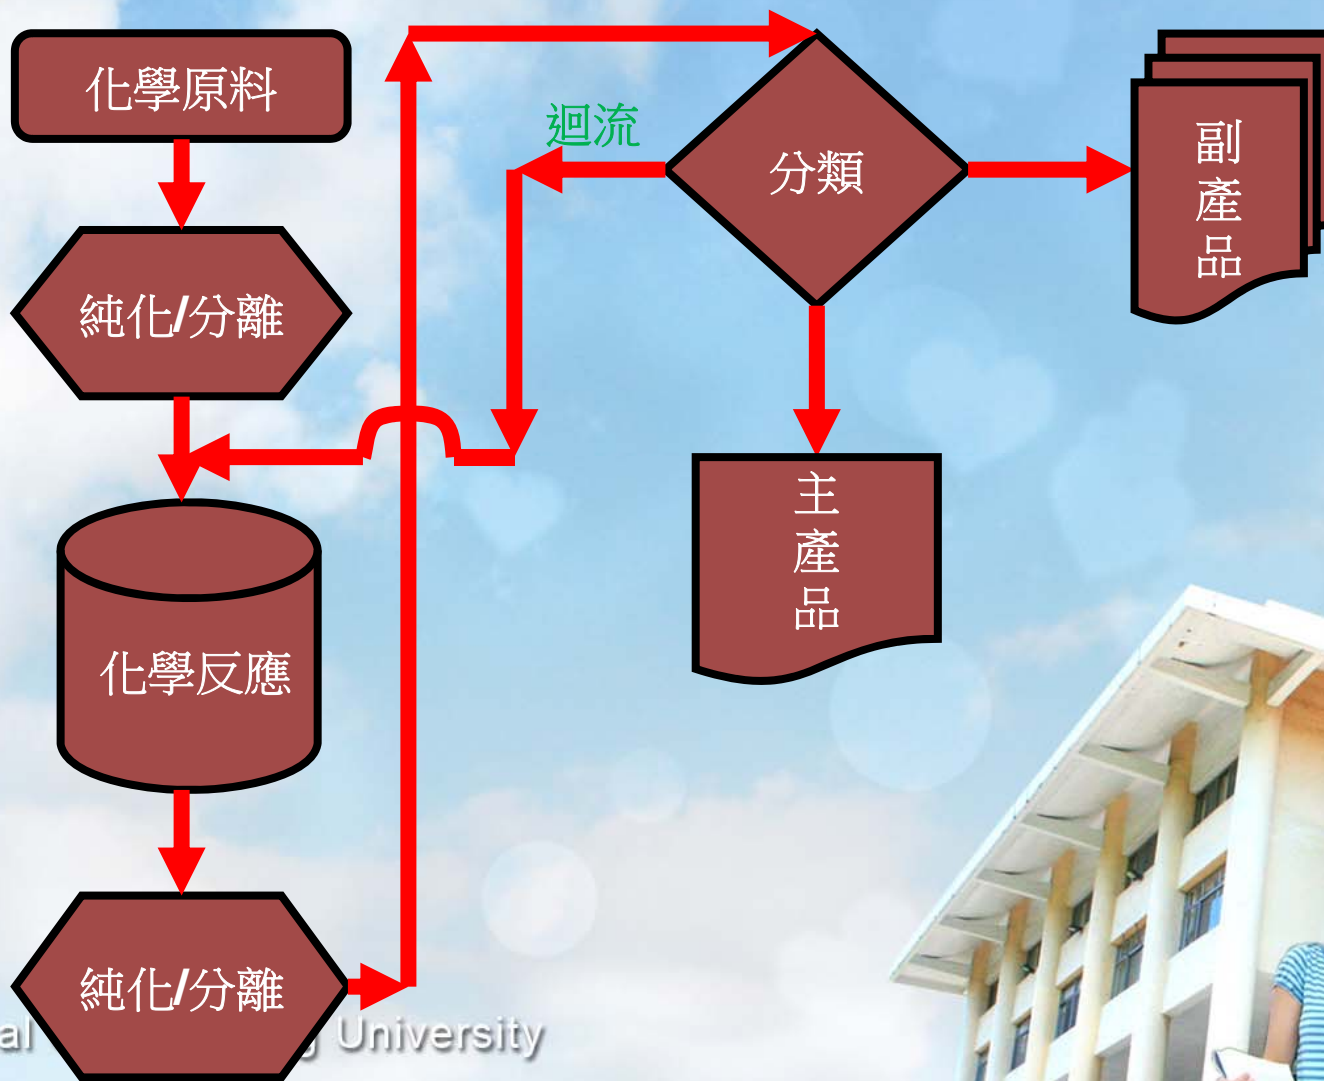 化學原料
純化/分離
化學反應
純化/分離
迴流
分類
副
產
品
主
產
品
University